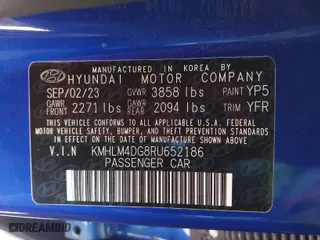 MANUFACTURED IN KOREA BY
HYUNDAI MOTOR COMPANY
SEP/02/23 GVWR 3858 lbs PAINT YP5
GAWR FRONT 2271 lbs GAWR REAR 2094 lbs TRIM YFR
THIS VEHICLE CONFORMS TO ALL APPLICABLE U.S.
FEDERAL MOTOR VEHICLE SAFETY, BUMPER, AND THEFT
PREVENTION STANDARDS IN EFFECT ON THE DATE OF
MANUFACTURE SHOWN ABOVE.
V.I.N KMHLM4DG8RU652186
PASSENGER CAR